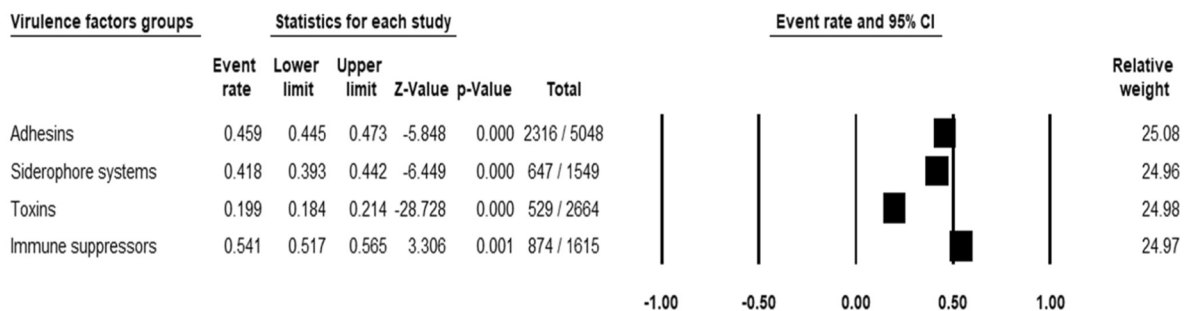 Virulence factors groups Statistics for each study Event rate and 95% CI
Event Lower Upper Relative
rate limit limit Z-Value p-Value Total weight
Adhesins 0.459 0.445 0.473 -5.848 0.000 2316 / 5048 25.08
Siderophore systems 0.418 0.393 0.442 -6.449 0.000 647 / 1549 24.96
Toxins 0.199 0.184 0.214 -28.728 0.000 529 / 2664 24.98
Immune suppressors 0.541 0.517 0.565 3.306 0.001 874 / 1615 24.97
-1.00 -0.50 0.00 0.50 1.00